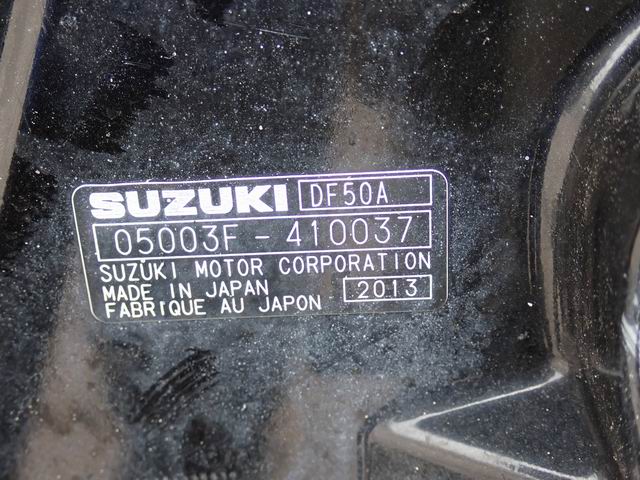 SUZUKI DF50A
05003F-410037
SUZUKI MOTOR CORPORATION
MADE IN JAPAN 2013
FABRIQUE AU JAPON